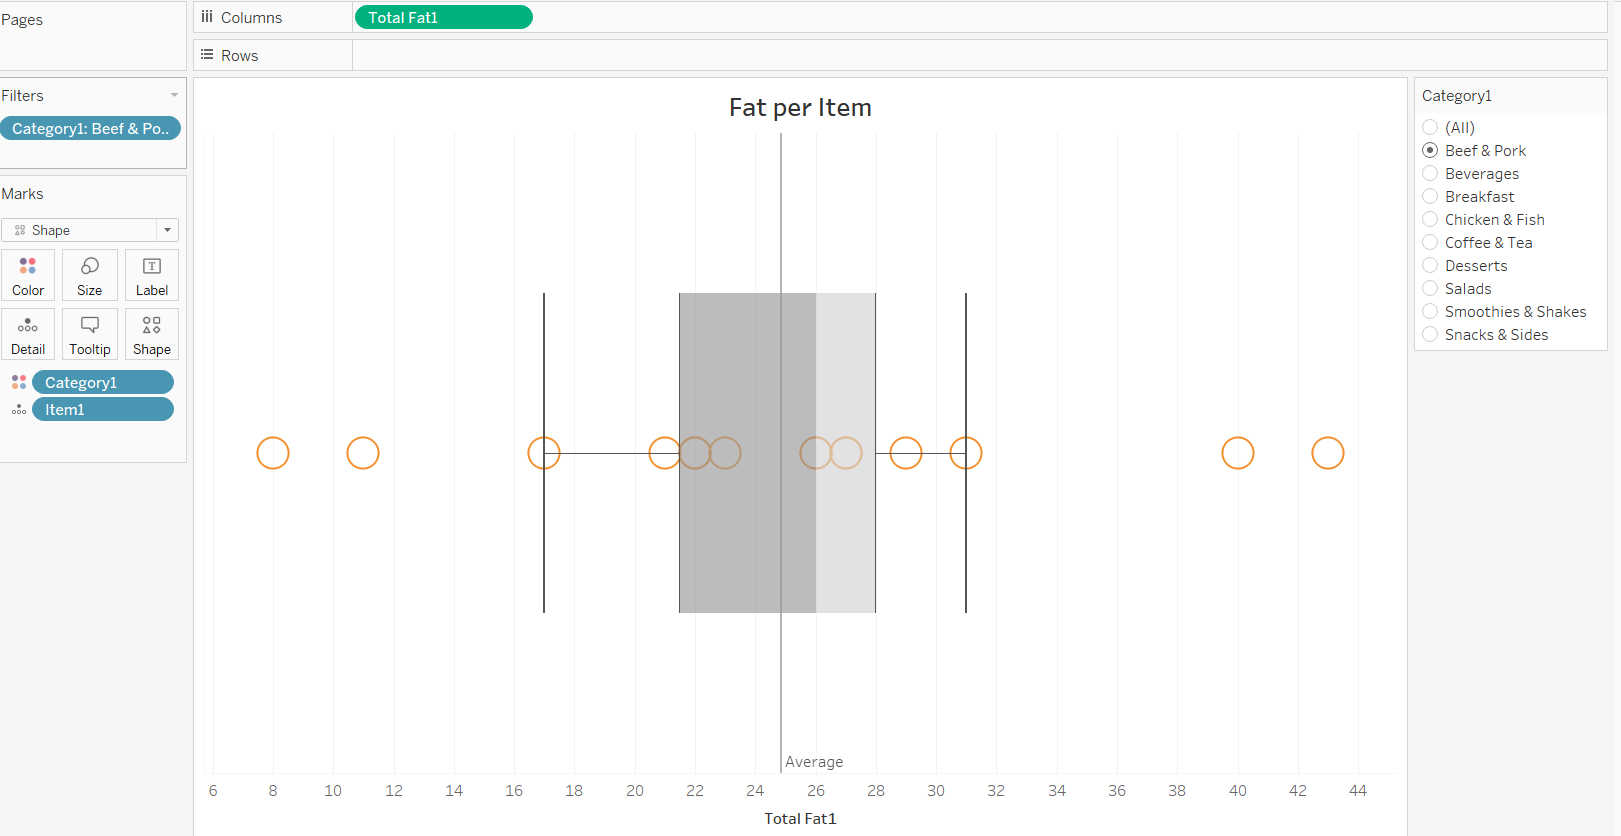 Pages
Columns
Total Fat1
Rows
Filters
Category1: Beef & Po..
Marks
Shape
Color
Size
Label
Detail
Tooltip
Shape
Category1
Item1
Fat per Item
Average
6 8 10 12 14 16 18 20 22 24 26 28 30 32 34 36 38 40 42 44
Total Fat1
Category1
(All)
Beef & Pork
Beverages
Breakfast
Chicken & Fish
Coffee & Tea
Desserts
Salads
Smoothies & Shakes
Snacks & Sides